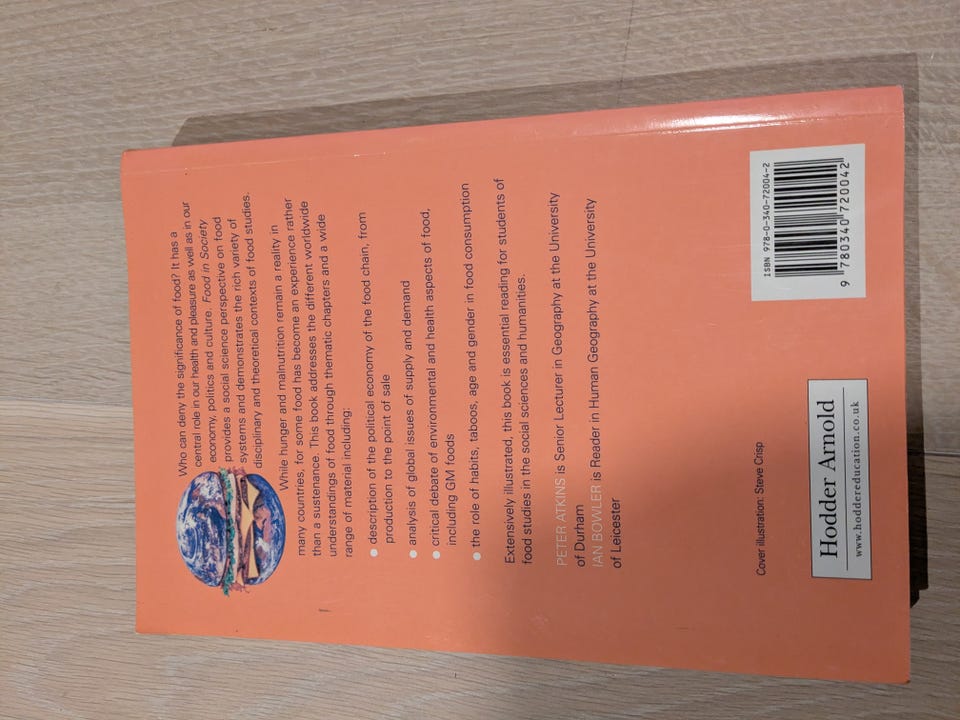 Who can deny the significance of food? It has a
central role in our health and pleasure as well as in our
economy, politics and culture. Food in Society
provides a social science perspective on food
systems and demonstrates the rich variety of
disciplinary and theoretical contexts of food studies.
While hunger and malnutrition remain a reality in
many countries, for some food has become an experience rather
than a sustenance. This book addresses the different worldwide
understandings of food through thematic chapters and a wide
range of material including:
● description of the political economy of the food chain, from
production to the point of sale
● analysis of global issues of supply and demand
● critical debate of environmental and health aspects of food,
including GM foods
● the role of habits, taboos, age and gender in food consumption
Extensively illustrated, this book is essential reading for students of
food studies in the social sciences and humanities.
PETER ATKINS is Senior Lecturer in Geography at the University
of Durham
IAN BOWLER is Reader in Human Geography at the University
of Leicester
Cover illustration: Steve Crisp
Hodder Arnold
www.hoddereducation.co.uk
ISBN 978-0-340-72004-2
9 780340 720042